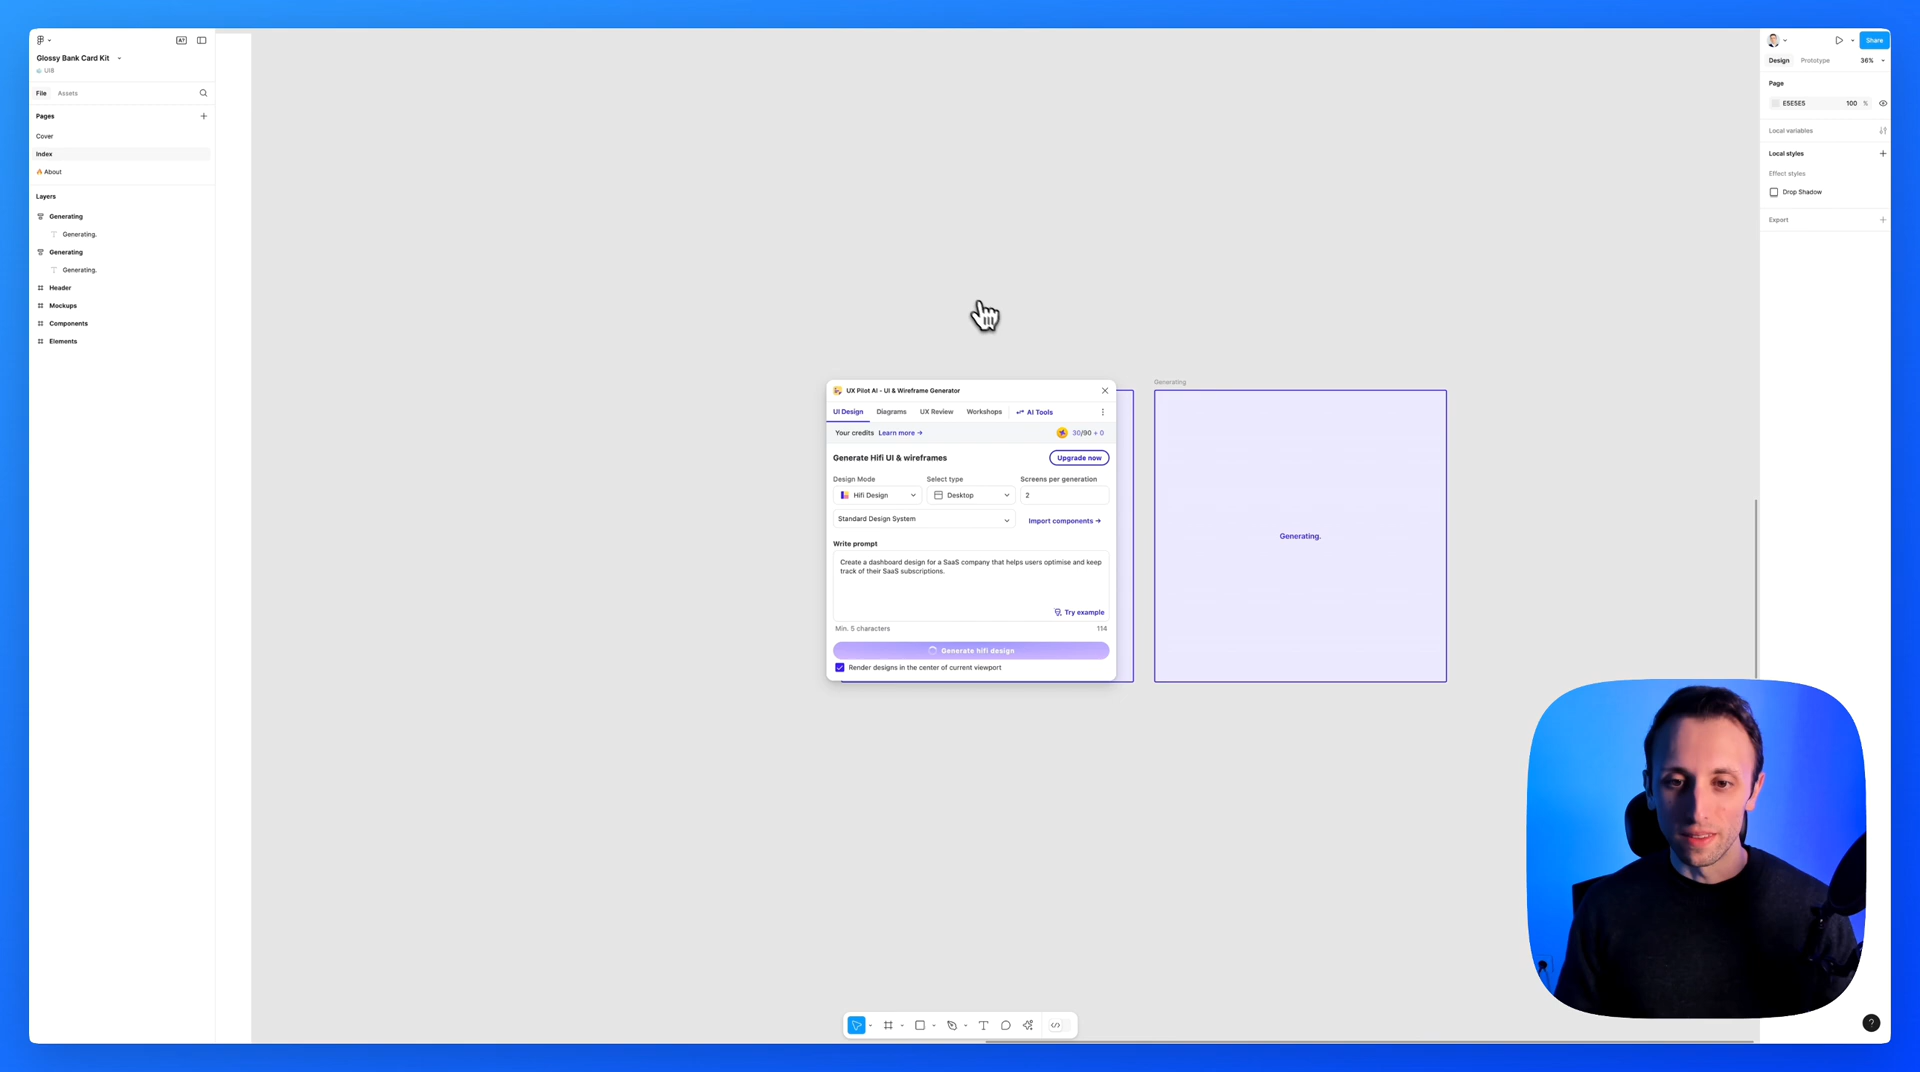 Glossy Bank Card Kit
UI8
File
Assets
Pages
Cover
Index
About
Layers
Generating
Generating.
Generating
Generating.
Header
Mockups
Components
Elements
UX Pilot AI - UI & Wireframe Generator
UI Design
Diagrams
UX Review
Workshops
AI Tools
Your credits
Learn more →
30/90 + 0
Generate Hifi UI & wireframes
Upgrade now
Design Mode
Select type
Screens per generation
Hifi Design
Desktop
2
Standard Design System
Import components →
Write prompt
Create a dashboard design for a SaaS company that helps users optimise and keep
track of their SaaS subscriptions.
Try example
Min. 5 characters
114
Generate hifi design
Render designs in the center of current viewport
Generating
Generating.
Share
Design
Prototype
36%
Page
E5E5E5
100
%
Local variables
Local styles
Effect styles
Drop Shadow
Export
?